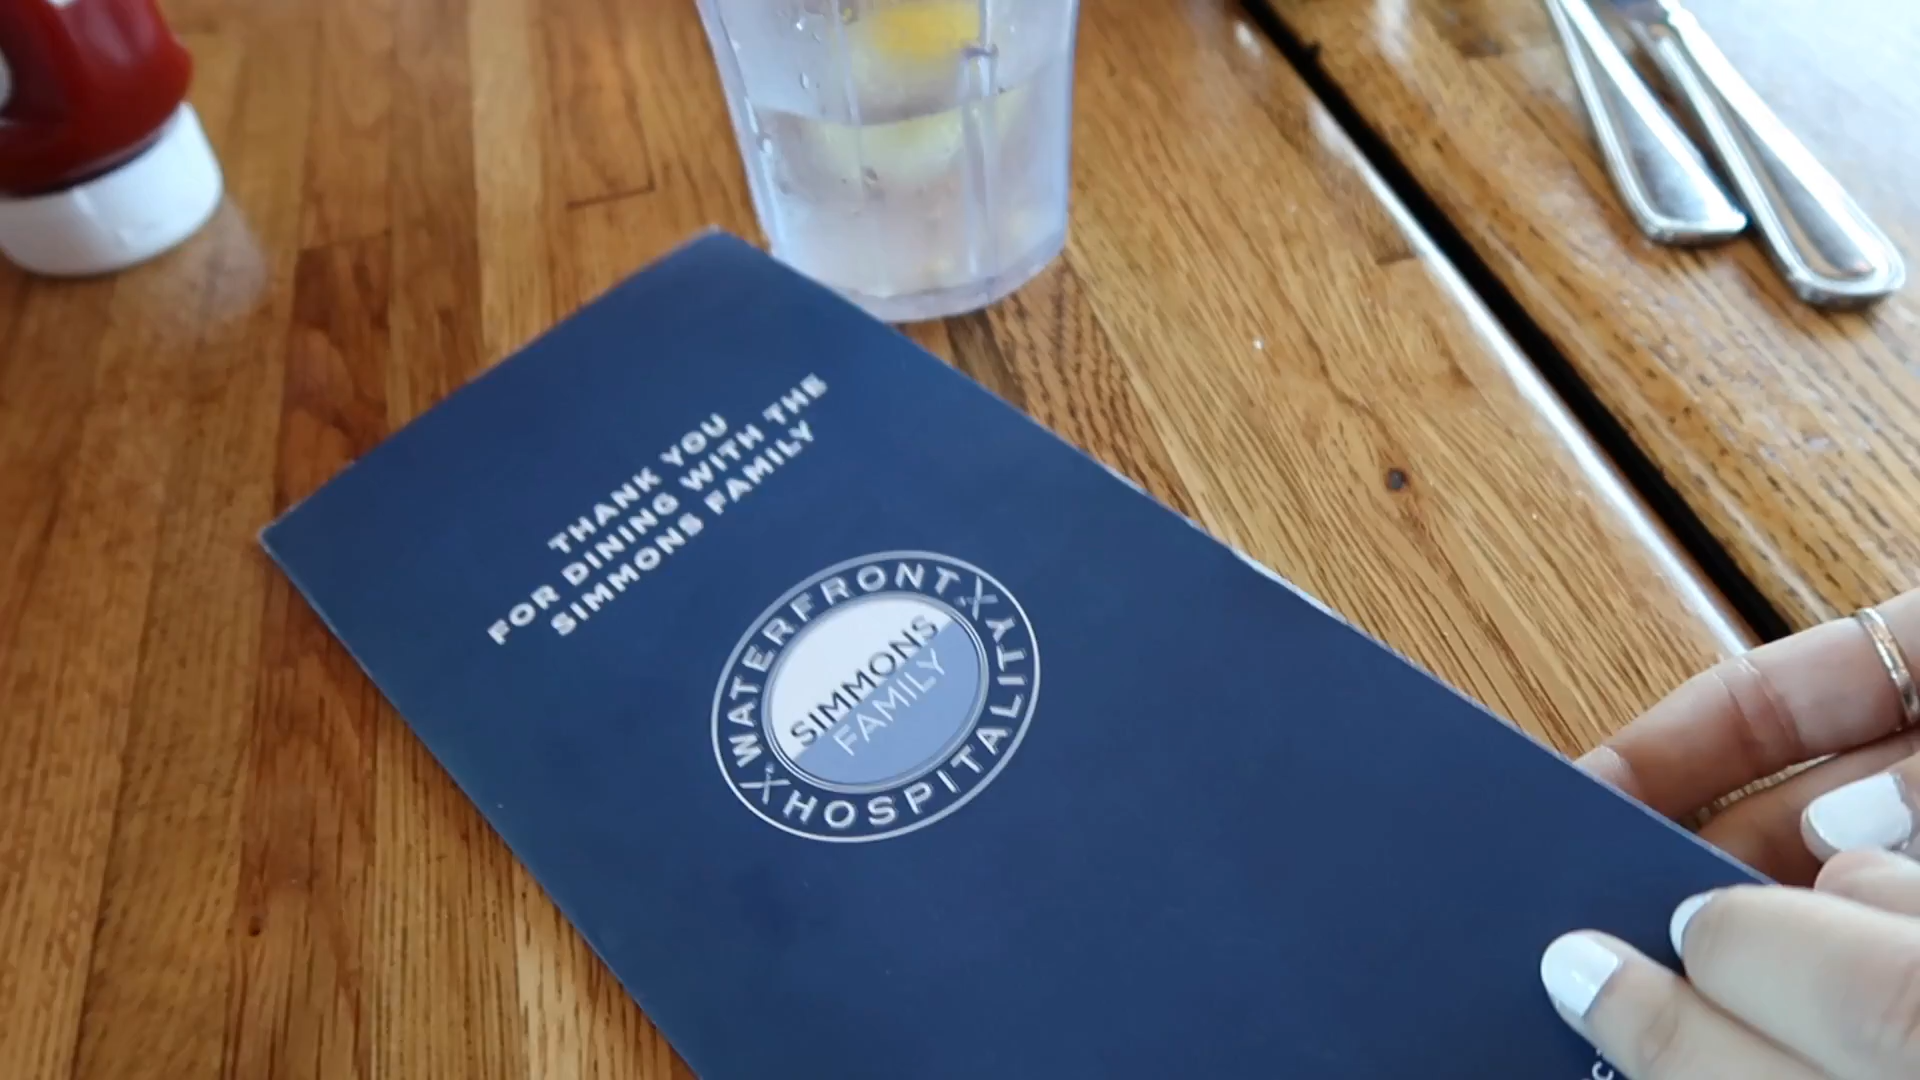 THANK YOU
FOR DINING WITH THE
SIMMONS FAMILY
WATERFRONT
SIMMONS
FAMILY
HOSPITALITY